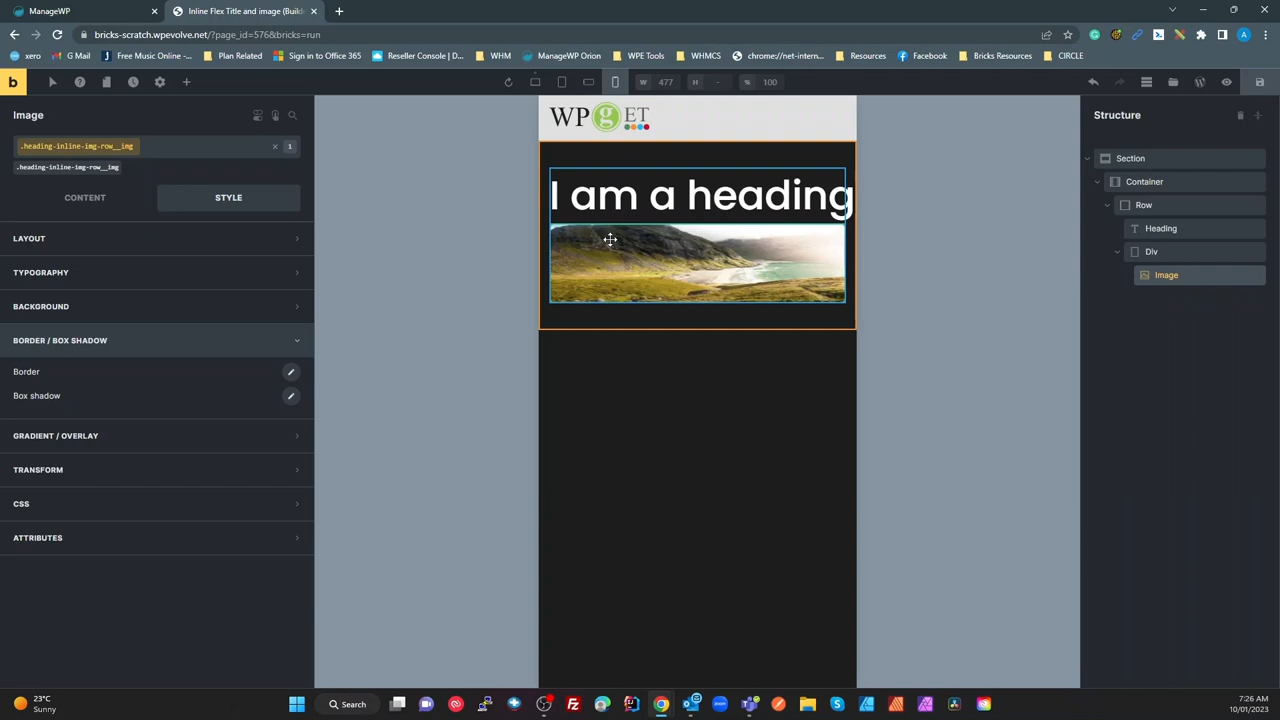 ManageWP
Inline Flex Title and image (Build
bricks-scratch.wpevolve.net/?page_id=576&bricks=run
xero
G Mail
Free Music Online -...
Plan Related
Sign in to Office 365
Reseller Console | D...
WHM
ManageWP Orion
WPE Tools
WHMCS
chrome://net-intern...
Resources
Facebook
Bricks Resources
CIRCLE
b
W 477 H - % 100
Image
.heading-inline-img-row__img
1
.heading-inline-img-row__img
CONTENT
STYLE
LAYOUT
TYPOGRAPHY
BACKGROUND
BORDER / BOX SHADOW
Border
Box shadow
GRADIENT / OVERLAY
TRANSFORM
CSS
ATTRIBUTES
WP g ET
I am a heading
Structure
Section
Container
Row
Heading
Div
Image
23°C
Sunny
Search
7:26 AM
10/01/2023